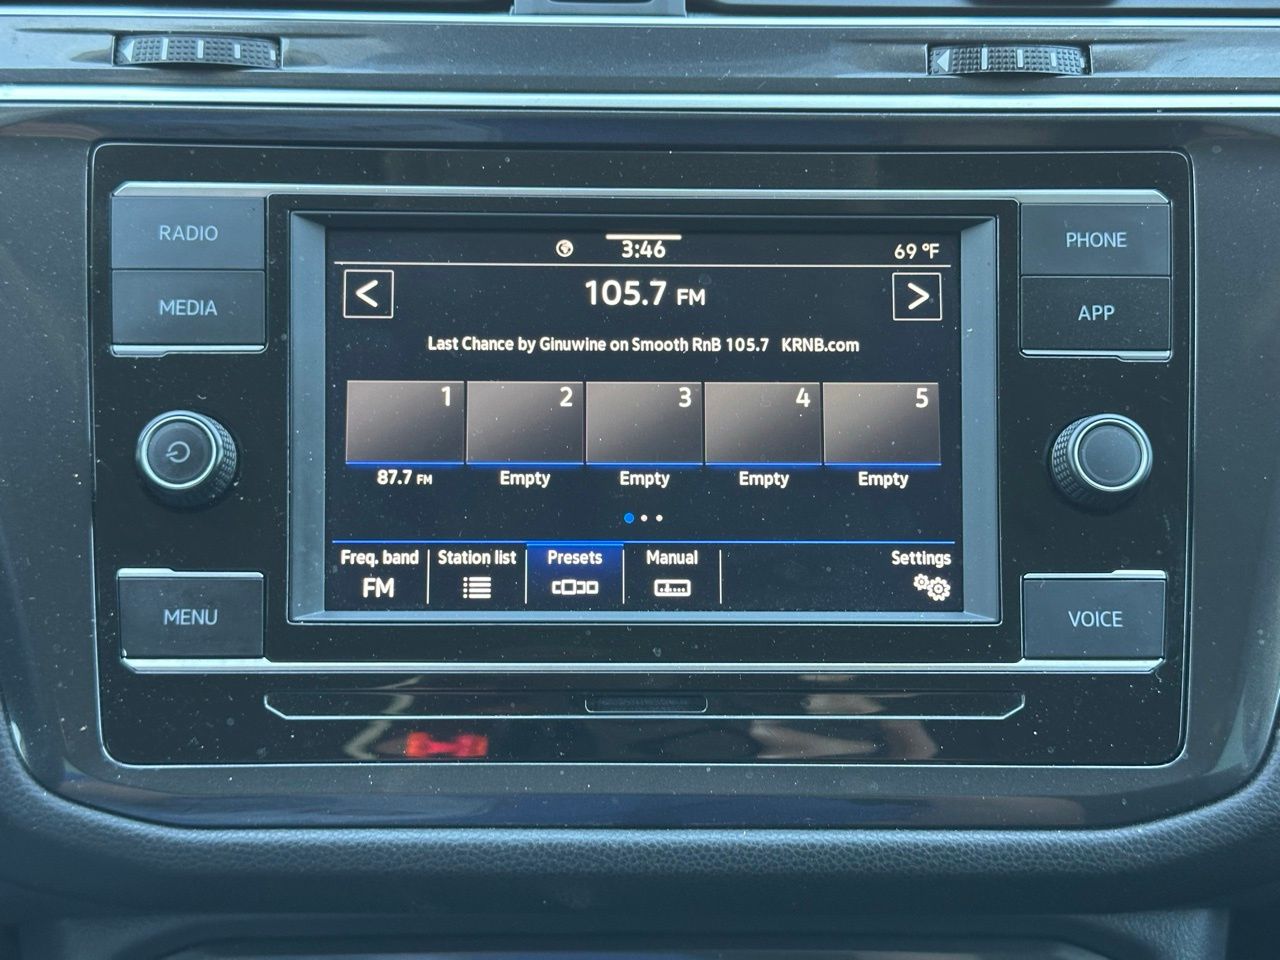 RADIO
MEDIA
MENU
PHONE
APP
VOICE
3:46
69 °F
<
105.7 FM
>
Last Chance by Ginuwine on Smooth RnB 105.7 KRNB.com
1 2 3 4 5
87.7 FM Empty Empty Empty Empty
Freq. band Station list Presets Manual Settings
FM